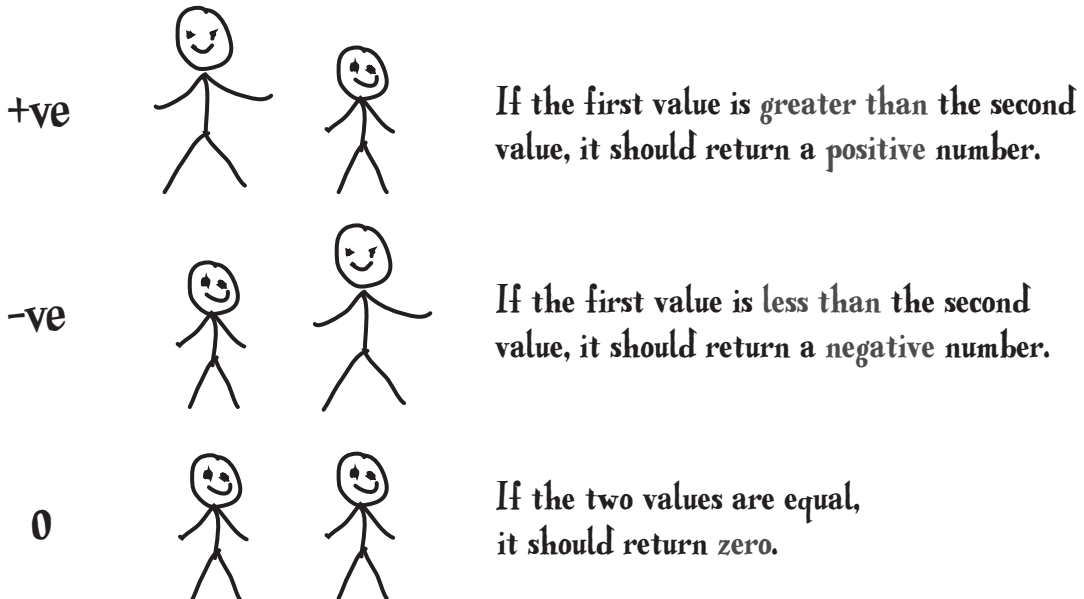 +ve
If the first value is greater than the second
value, it should return a positive number.
-ve
If the first value is less than the second
value, it should return a negative number.
0
If the two values are equal,
it should return zero.